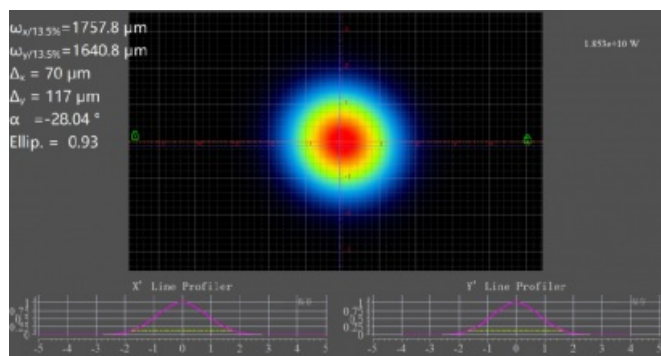 ωx/13.5%=1757.8 μm
ωy/13.5%=1640.8 μm
Δx = 70 μm
Δy = 117 μm
α =-28.04 °
Ellip. = 0.93
1.853e+10 W
X' Line Profiler
Y' Line Profiler
-5 -4 -3 -2 -1 0 1 2 3 4 5
-5 -4 -3 -2 -1 0 1 2 3 4 5